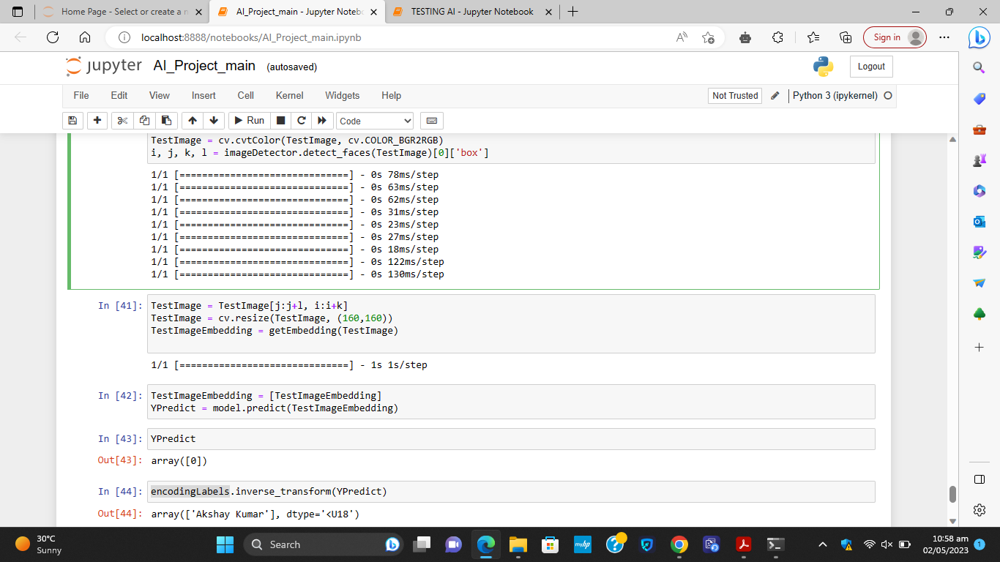 Home Page - Select or create a n
AI_Project_main - Jupyter Notebo
TESTING AI - Jupyter Notebook
localhost:8888/notebooks/AI_Project_main.ipynb
Sign in
jupyter AI_Project_main (autosaved)
Logout
File Edit View Insert Cell Kernel Widgets Help
Not Trusted
Python 3 (ipykernel)
Run
Code
TestImage = cv.cvtColor(TestImage, cv.COLOR_BGR2RGB)
i, j, k, l = imageDetector.detect_faces(TestImage)[0]['box']
1/1 [==============================] - 0s 78ms/step
1/1 [==============================] - 0s 63ms/step
1/1 [==============================] - 0s 62ms/step
1/1 [==============================] - 0s 31ms/step
1/1 [==============================] - 0s 23ms/step
1/1 [==============================] - 0s 27ms/step
1/1 [==============================] - 0s 18ms/step
1/1 [==============================] - 0s 122ms/step
1/1 [==============================] - 0s 130ms/step
In [41]: TestImage = TestImage[j:j+l, i:i+k]
TestImage = cv.resize(TestImage, (160,160))
TestImageEmbedding = getEmbedding(TestImage)
1/1 [==============================] - 1s 1s/step
In [42]: TestImageEmbedding = [TestImageEmbedding]
YPredict = model.predict(TestImageEmbedding)
In [43]: YPredict
Out[43]: array([0])
In [44]: encodingLabels.inverse_transform(YPredict)
Out[44]: array(['Akshay Kumar'], dtype='<U18')
30°C
Sunny
Search
myhp
10:58 am
02/05/2023
1